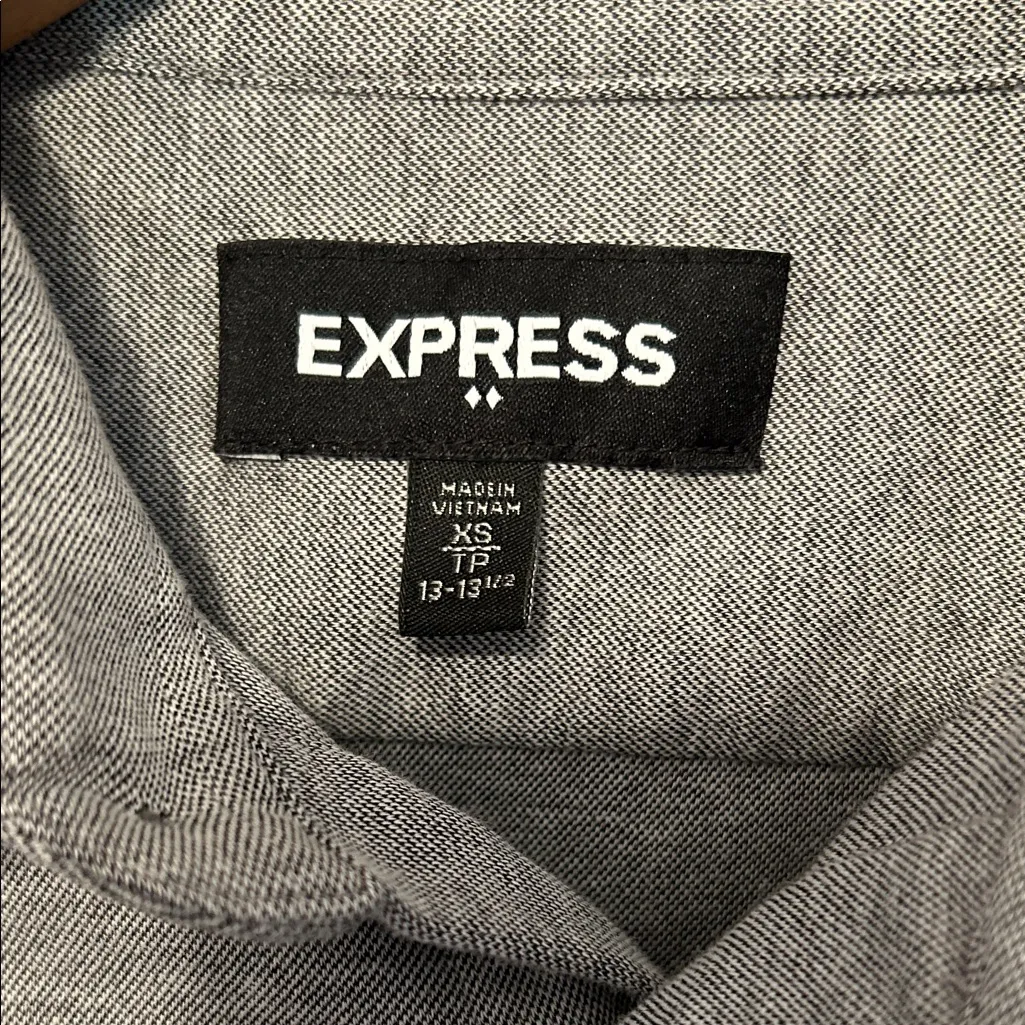 EXPRESS
MADE IN
VIETNAM
XS
TP
13-13 1/2